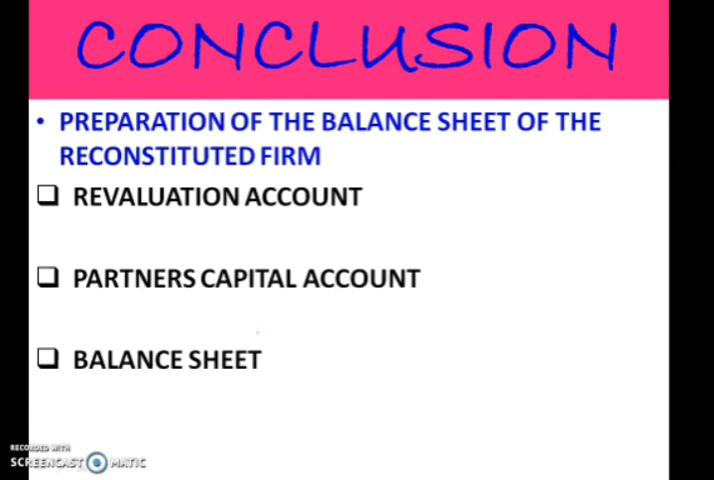 CONCLUSION
• PREPARATION OF THE BALANCE SHEET OF THE
RECONSTITUTED FIRM
❑ REVALUATION ACCOUNT
❑ PARTNERS CAPITAL ACCOUNT
❑ BALANCE SHEET
RECORDED WITH
SCREENCAST MATIC